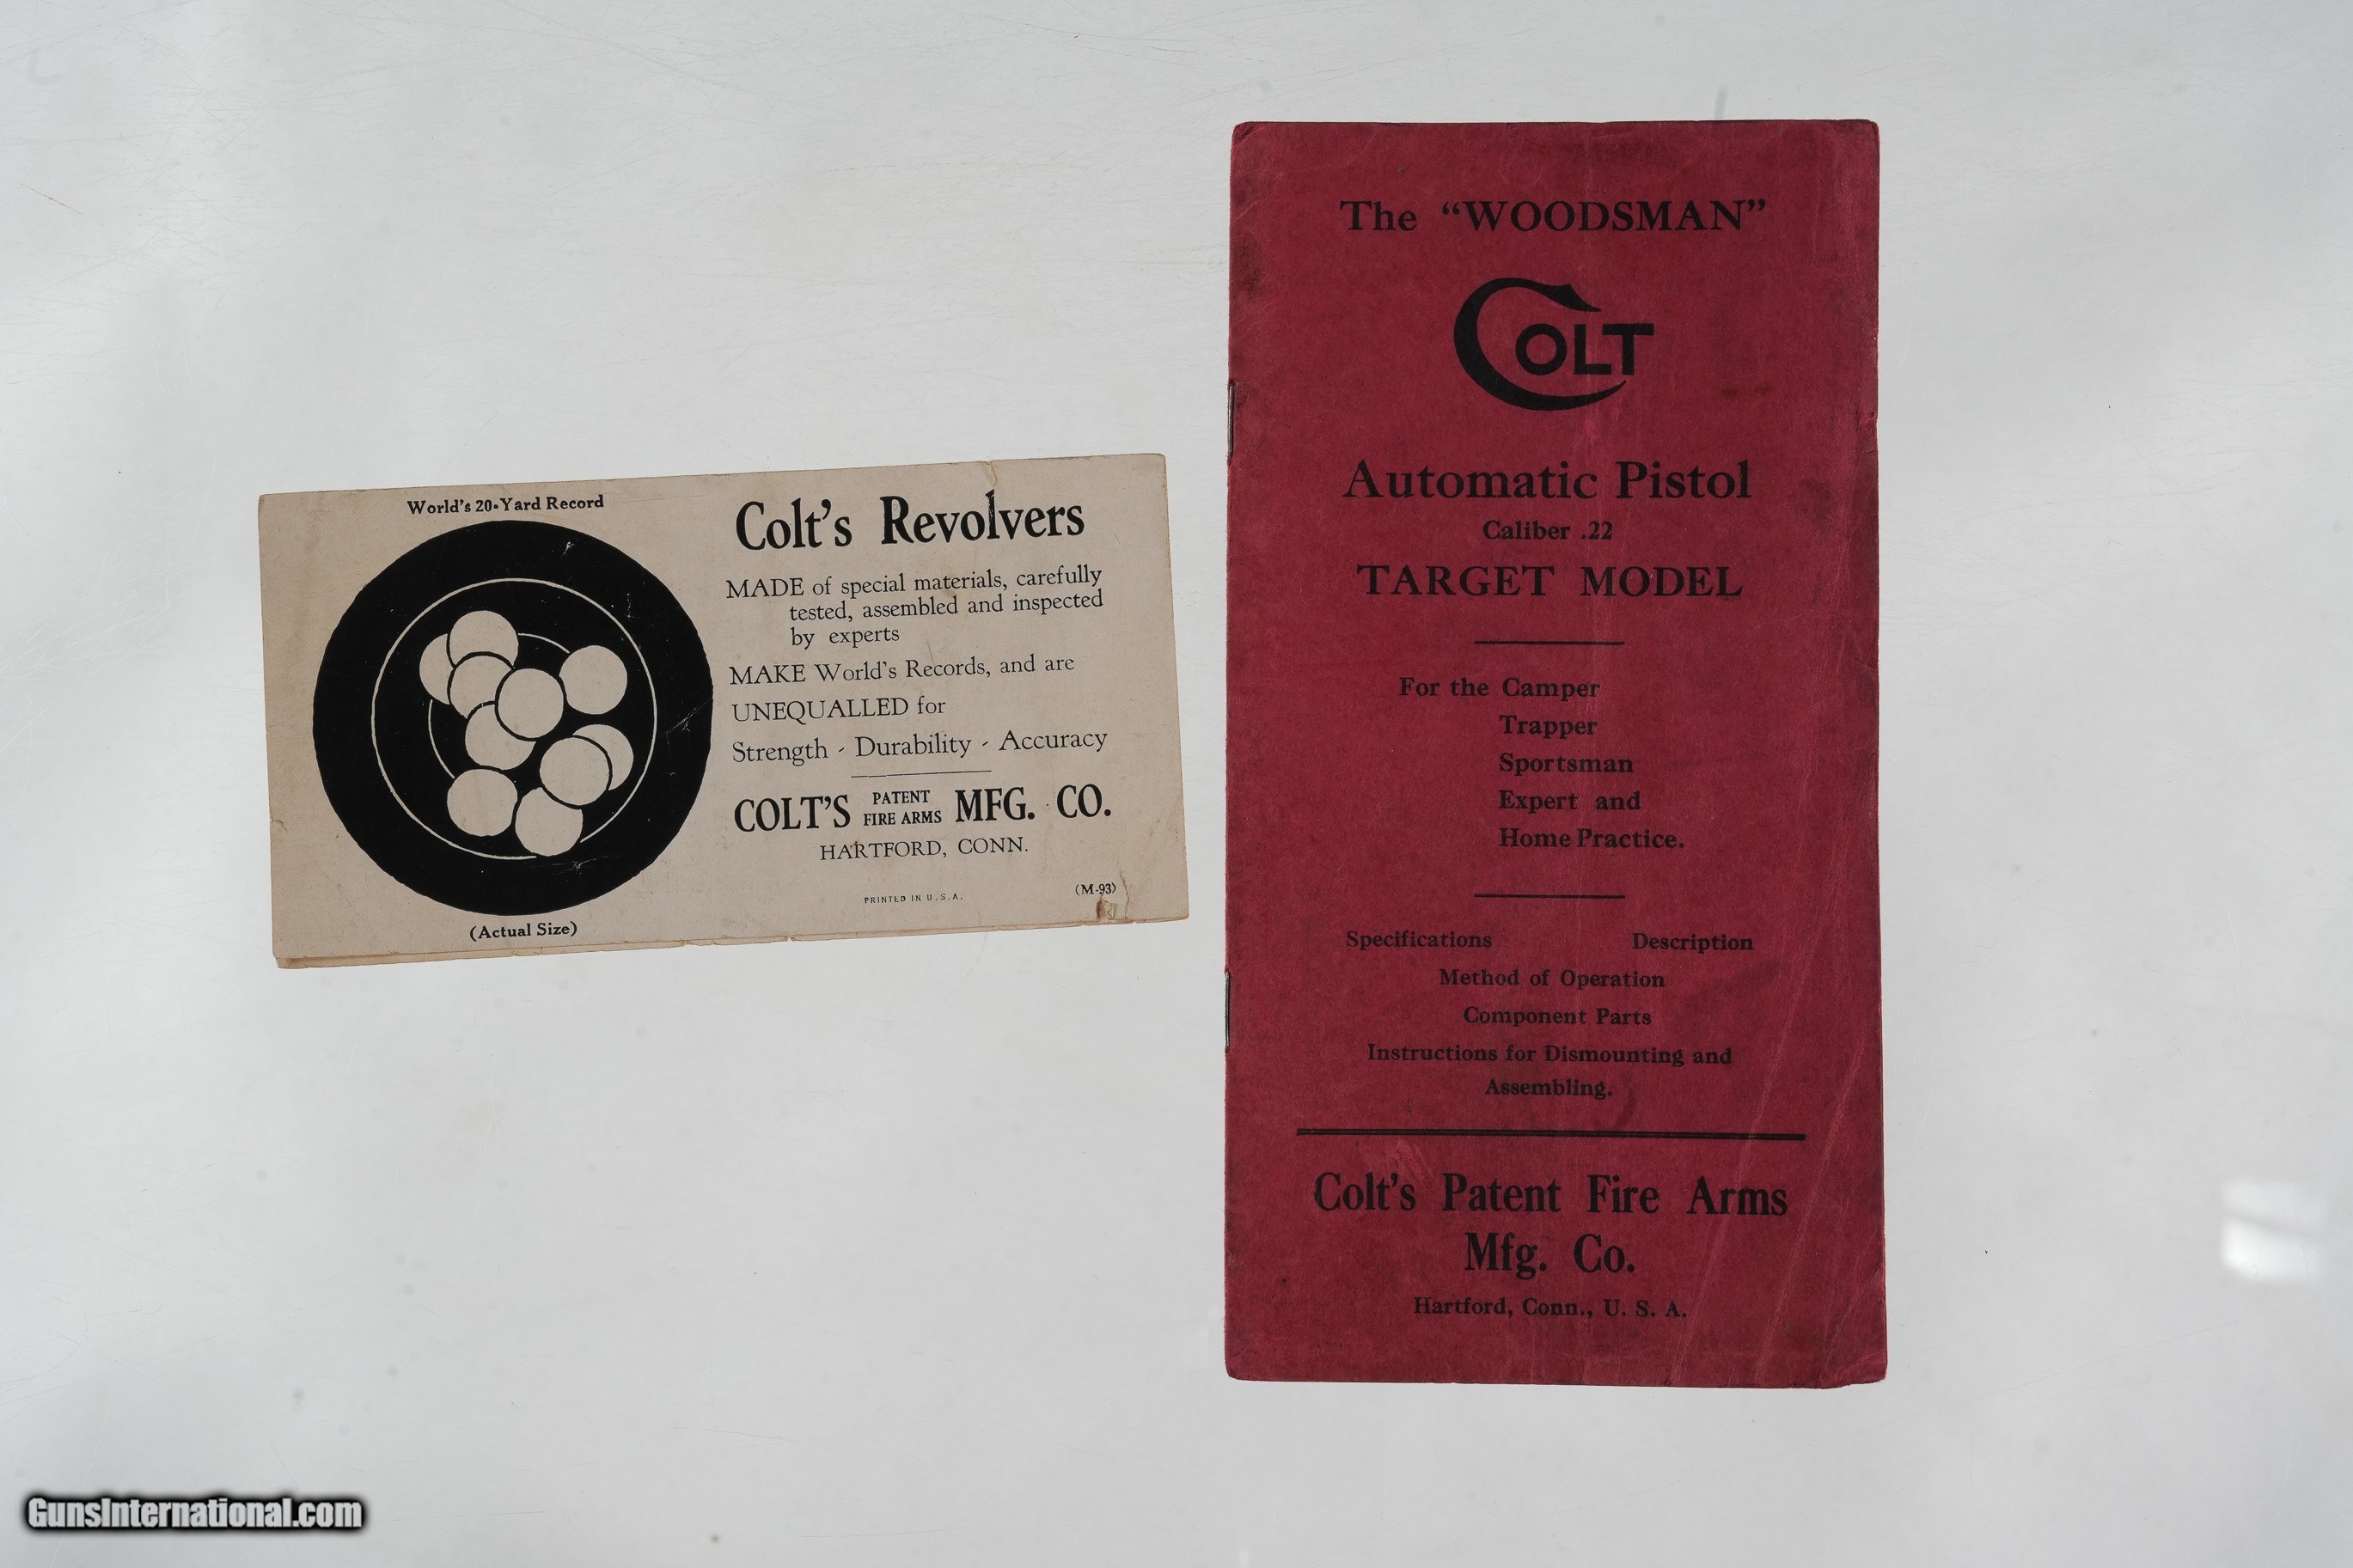 World's 20-Yard Record
(Actual Size)
Colt's Revolvers
MADE of special materials, carefully
tested, assembled and inspected
by experts
MAKE World's Records, and are
UNEQUALLED for
Strength - Durability - Accuracy
COLT'S PATENT FIRE ARMS MFG. CO.
HARTFORD, CONN.
PRINTED IN U.S.A.
(M-93)
The "WOODSMAN"
COLT
Automatic Pistol
Caliber .22
TARGET MODEL
For the Camper
Trapper
Sportsman
Expert and
Home Practice.
Specifications Description
Method of Operation
Component Parts
Instructions for Dismounting and
Assembling.
Colt's Patent Fire Arms
Mfg. Co.
Hartford, Conn., U. S. A.
GunsInternational.com